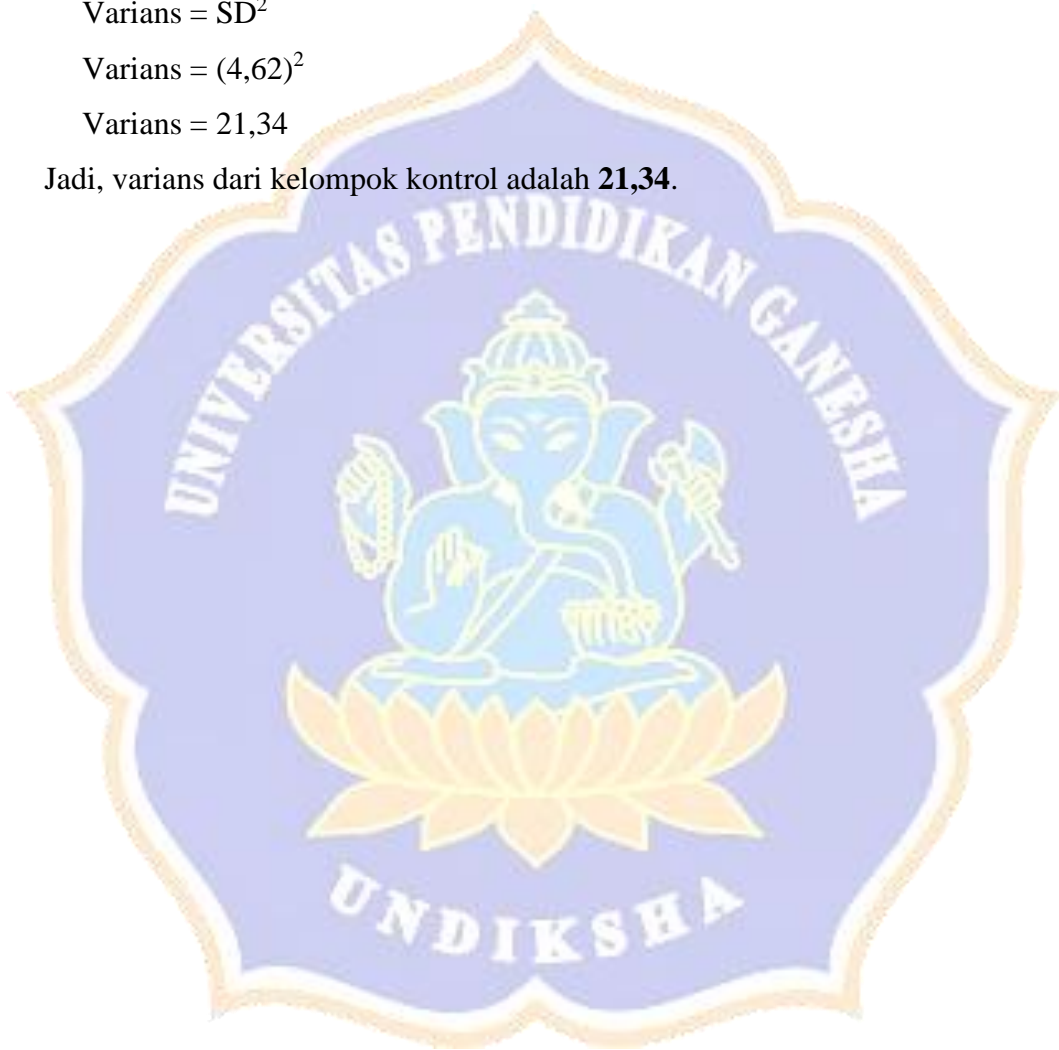 Varians = SD²
Varians = (4,62)²
Varians = 21,34
Jadi, varians dari kelompok kontrol adalah 21,34.
UNIVERSITAS PENDIDIKAN GANESHA
UNDIKSHA